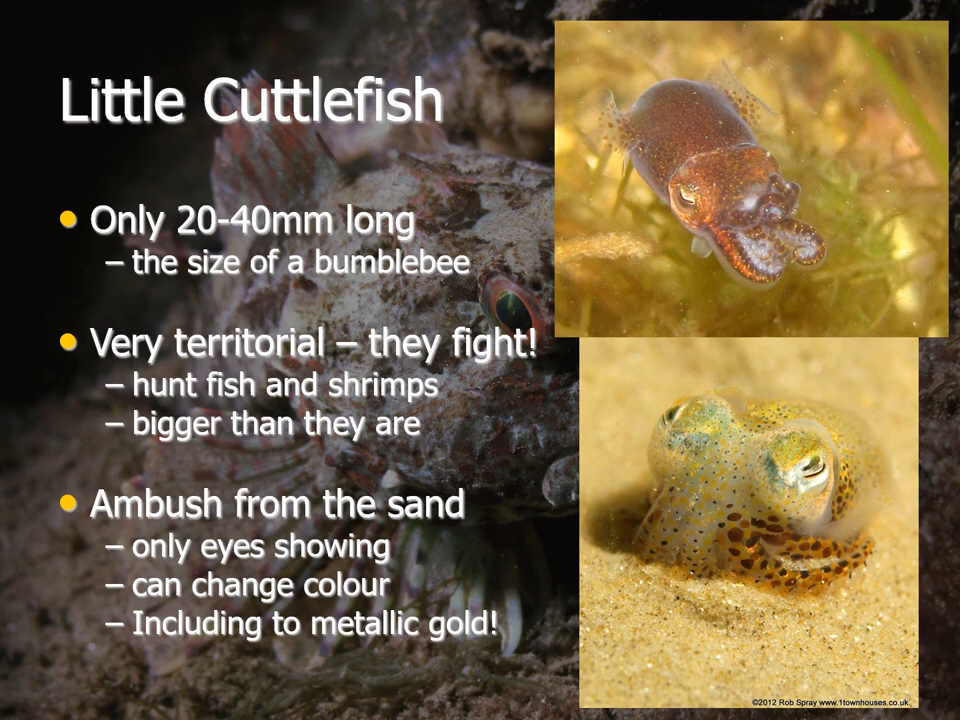 Little Cuttlefish
• Only 20-40mm long
– the size of a bumblebee
• Very territorial – they fight!
– hunt fish and shrimps
– bigger than they are
• Ambush from the sand
– only eyes showing
– can change colour
– Including to metallic gold!
©2012 Rob Spray www.1townhouses.co.uk